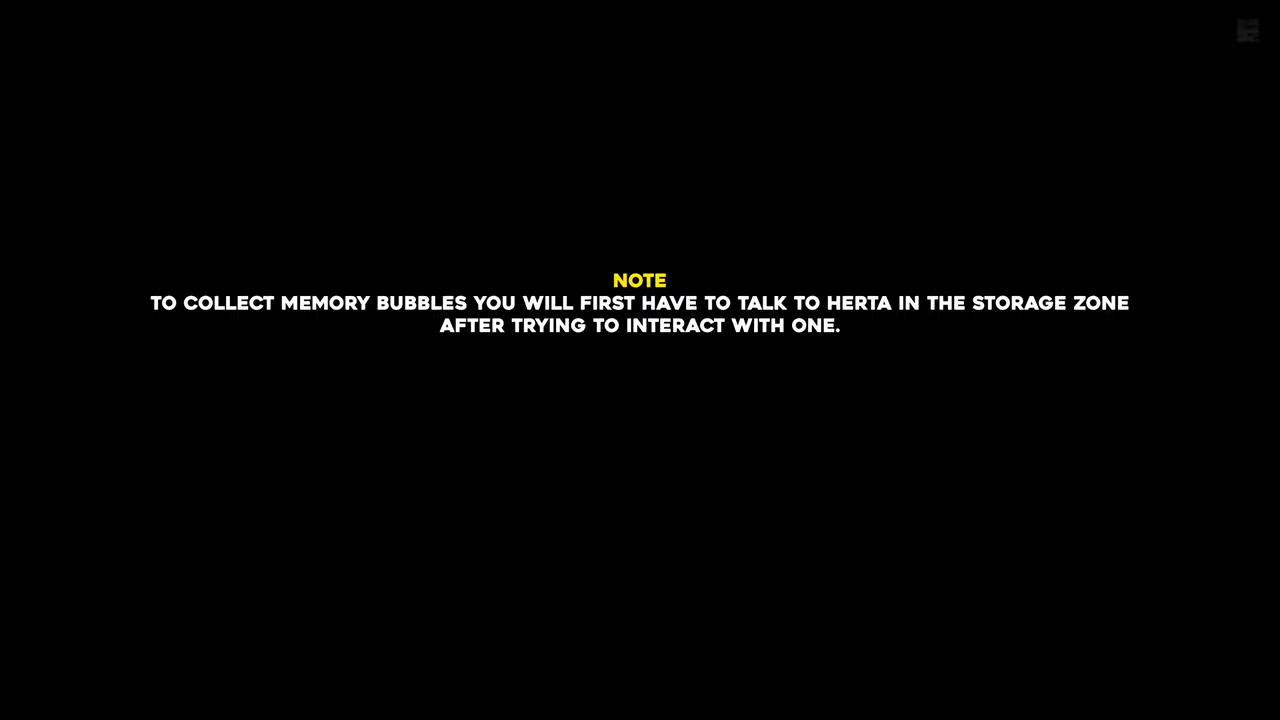 NOTE
TO COLLECT MEMORY BUBBLES YOU WILL FIRST HAVE TO TALK TO HERTA IN THE STORAGE ZONE
AFTER TRYING TO INTERACT WITH ONE.